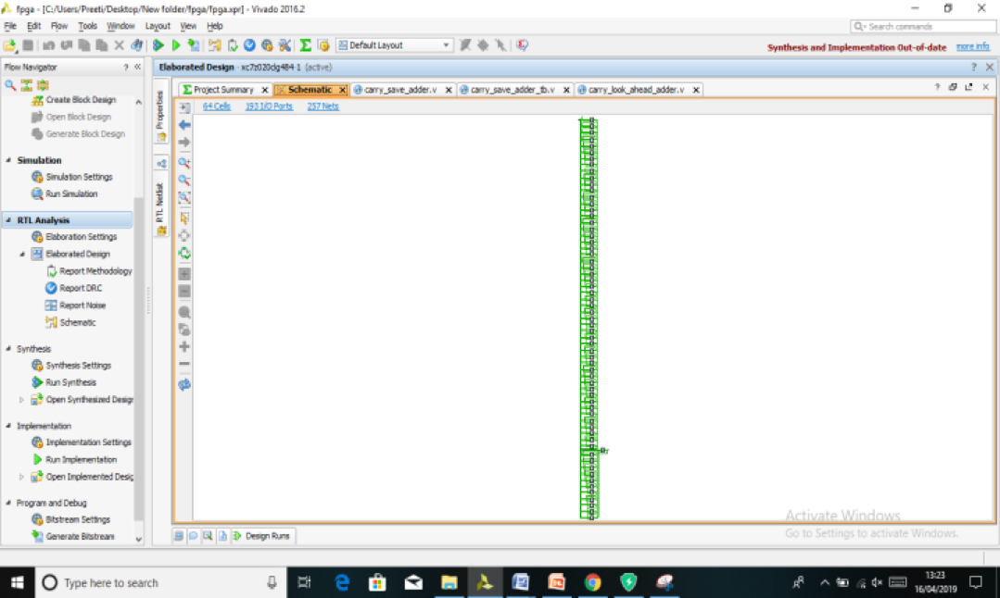 fpga - [C:/Users/Preeti/Desktop/New folder/fpga/fpga.xpr] - Vivado 2016.2
File Edit Flow Tools Window Layout View Help
Search commands
Default Layout
Synthesis and Implementation Out-of-date more info
Flow Navigator
Elaborated Design - xc7z020clg484-1 (active)
Project Summary
Schematic
carry_save_adder.v
carry_save_adder_tb.v
carry_look_ahead_adder.v
64 Cells 193 I/O Ports 257 Nets
Properties
RTL Netlist
Create Block Design
Open Block Design
Generate Block Design
Simulation
Simulation Settings
Run Simulation
RTL Analysis
Elaboration Settings
Elaborated Design
Report Methodology
Report DRC
Report Noise
Schematic
Synthesis
Synthesis Settings
Run Synthesis
Open Synthesized Desigr
Implementation
Implementation Settings
Run Implementation
Open Implemented Desig
Program and Debug
Bitstream Settings
Generate Bitstream
Design Runs
Activate Windows
Go to Settings to activate Windows.
Type here to search
13:23
16/04/2019